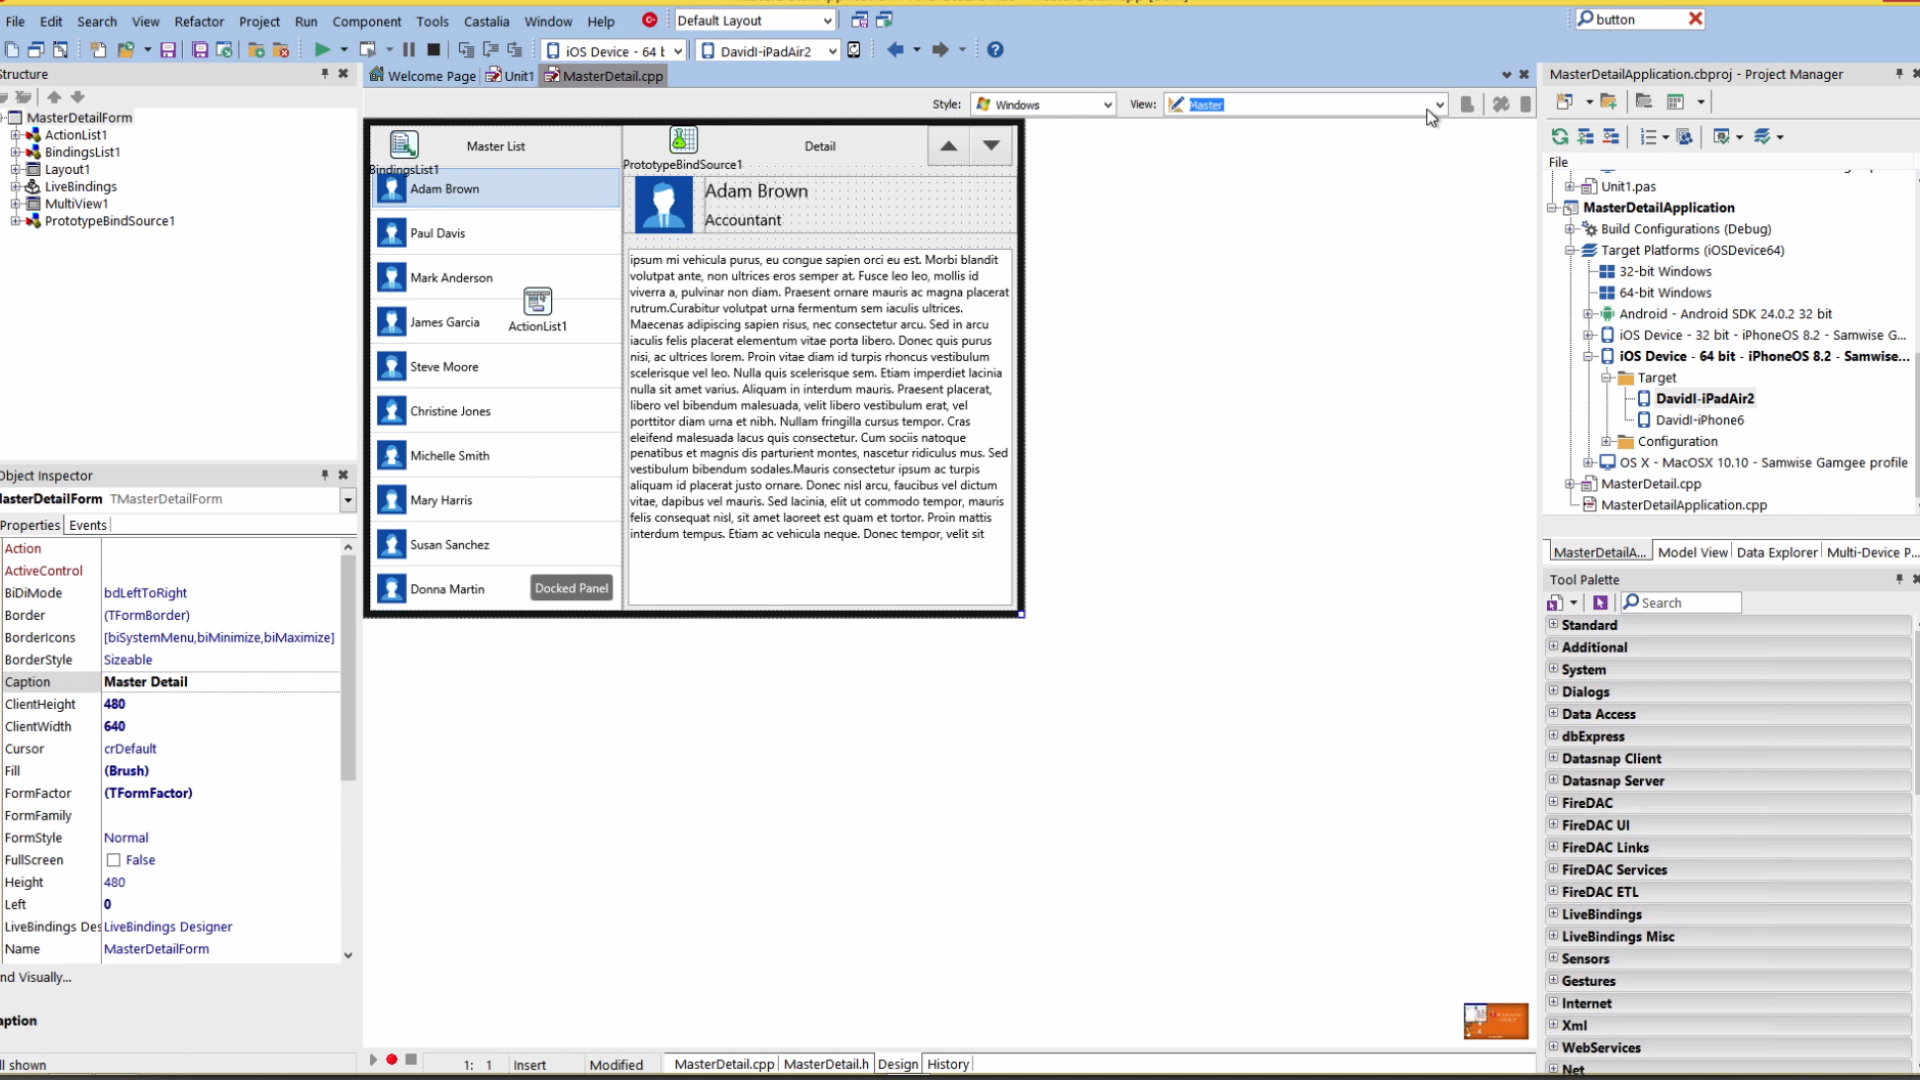 File Edit Search View Refactor Project Run Component Tools Castalia Window Help Default Layout button
iOS Device - 64 b DavidI-iPadAir2
Structure
MasterDetailForm
ActionList1
BindingsList1
Layout1
LiveBindings
MultiView1
PrototypeBindSource1
Object Inspector
MasterDetailForm TMasterDetailForm
Properties Events
Action
ActiveControl
BiDiMode bdLeftToRight
Border (TFormBorder)
BorderIcons [biSystemMenu,biMinimize,biMaximize]
BorderStyle Sizeable
Caption Master Detail
ClientHeight 480
ClientWidth 640
Cursor crDefault
Fill (Brush)
FormFactor (TFormFactor)
FormFamily
FormStyle Normal
FullScreen False
Height 480
Left 0
LiveBindings Des LiveBindings Designer
Name MasterDetailForm
nd Visually...
aption
ll shown
Welcome Page Unit1 MasterDetail.cpp
Style: Windows View: Master
Master List
BindingsList1
Adam Brown
Paul Davis
Mark Anderson
James Garcia
ActionList1
Steve Moore
Christine Jones
Michelle Smith
Mary Harris
Susan Sanchez
Donna Martin
Docked Panel
PrototypeBindSource1
Detail
Adam Brown
Accountant
ipsum mi vehicula purus, eu congue sapien orci eu est. Morbi blandit
volutpat ante, non ultrices eros semper at. Fusce leo leo, mollis id
viverra a, pulvinar non diam. Praesent ornare mauris ac magna placerat
rutrum.Curabitur volutpat urna fermentum sem iaculis ultrices.
Maecenas adipiscing sapien risus, nec consectetur arcu. Sed in arcu
iaculis felis placerat elementum vitae porta libero. Donec quis purus
nisi, ac ultrices lorem. Proin vitae diam id turpis rhoncus vestibulum
scelerisque vel leo. Nulla quis scelerisque sem. Etiam imperdiet lacinia
nulla sit amet varius. Aliquam in interdum mauris. Praesent placerat,
libero vel bibendum malesuada, velit libero vestibulum erat, vel
porttitor diam urna et nibh. Nullam fringilla cursus tempor. Cras
eleifend malesuada lacus quis consectetur. Cum sociis natoque
penatibus et magnis dis parturient montes, nascetur ridiculus mus. Sed
vestibulum bibendum sodales.Mauris consectetur ipsum ac turpis
aliquam id placerat justo ornare. Donec nisl arcu, faucibus vel dictum
vitae, dapibus vel mauris. Sed lacinia, elit ut commodo tempor, mauris
felis consequat nisl, sit amet laoreet est quam et tortor. Proin mattis
interdum tempus. Etiam ac vehicula neque. Donec tempor, velit sit
1: 1 Insert Modified MasterDetail.cpp MasterDetail.h Design History
MasterDetailApplication.cbproj - Project Manager
File
Unit1.pas
MasterDetailApplication
Build Configurations (Debug)
Target Platforms (iOSDevice64)
32-bit Windows
64-bit Windows
Android - Android SDK 24.0.2 32 bit
iOS Device - 32 bit - iPhoneOS 8.2 - Samwise G...
iOS Device - 64 bit - iPhoneOS 8.2 - Samwise...
Target
DavidI-iPadAir2
DavidI-iPhone6
Configuration
OS X - MacOSX 10.10 - Samwise Gamgee profile
MasterDetail.cpp
MasterDetailApplication.cpp
MasterDetailA... Model View Data Explorer Multi-Device P...
Tool Palette
Search
Standard
Additional
System
Dialogs
Data Access
dbExpress
Datasnap Client
Datasnap Server
FireDAC
FireDAC UI
FireDAC Links
FireDAC Services
FireDAC ETL
LiveBindings
LiveBindings Misc
Sensors
Gestures
Internet
Xml
WebServices
Net